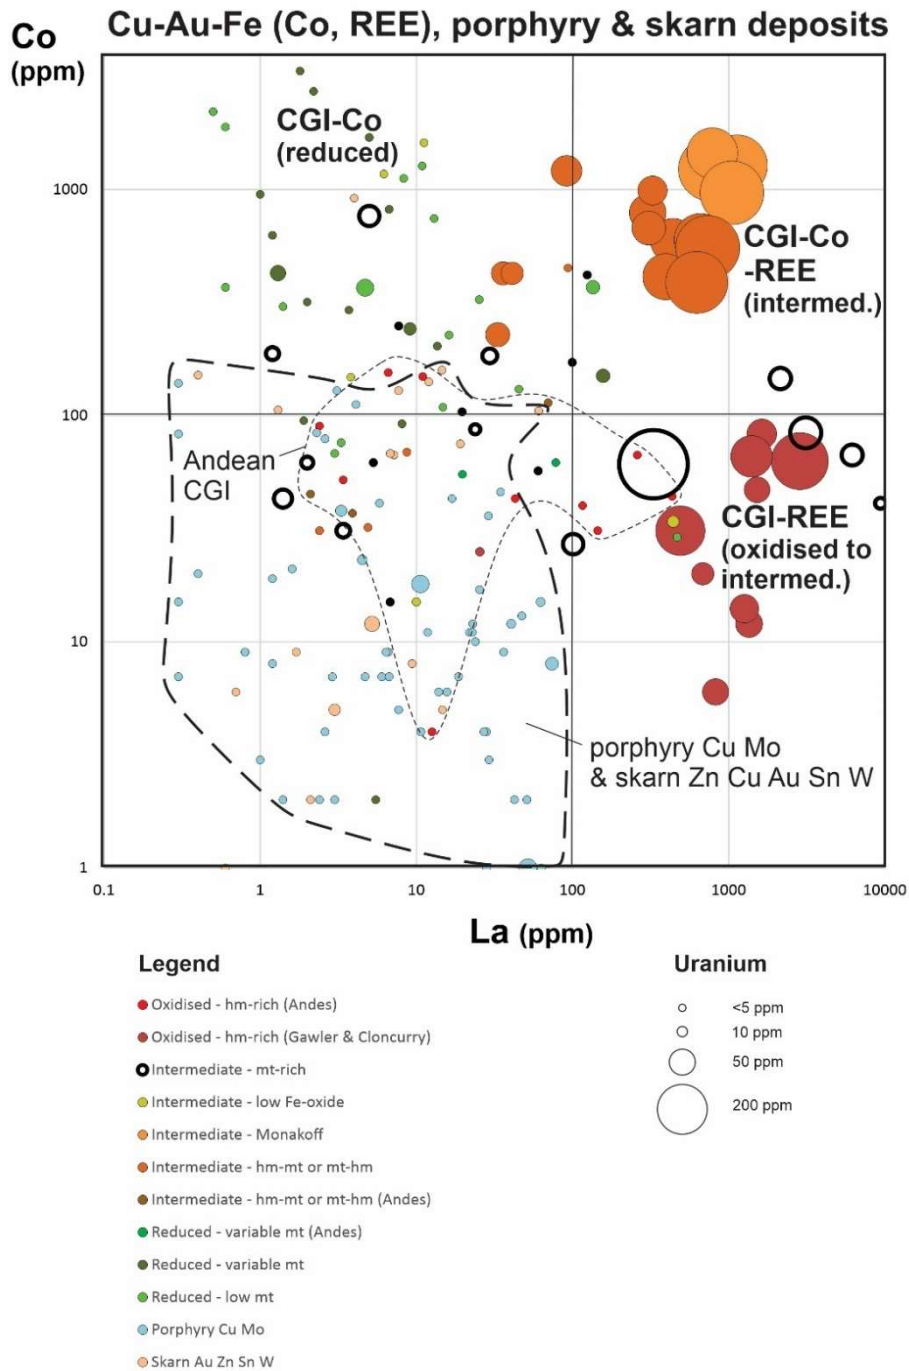 Cu-Au-Fe (Co, REE), porphyry & skarn deposits
Co
(ppm)
CGI-Co
(reduced)
1000
CGI-Co
-REE
(intermed.)
100
Andean
CGI
CGI-REE
(oxidised to
intermed.)
10
porphyry Cu Mo
& skarn Zn Cu Au Sn W
1
0.1 1 10 100 1000 10000
La (ppm)
Legend
Oxidised - hm-rich (Andes)
Oxidised - hm-rich (Gawler & Cloncurry)
Intermediate - mt-rich
Intermediate - low Fe-oxide
Intermediate - Monakoff
Intermediate - hm-mt or mt-hm
Intermediate - hm-mt or mt-hm (Andes)
Reduced - variable mt (Andes)
Reduced - variable mt
Reduced - low mt
Porphyry Cu Mo
Skarn Au Zn Sn W
Uranium
<5 ppm
10 ppm
50 ppm
200 ppm